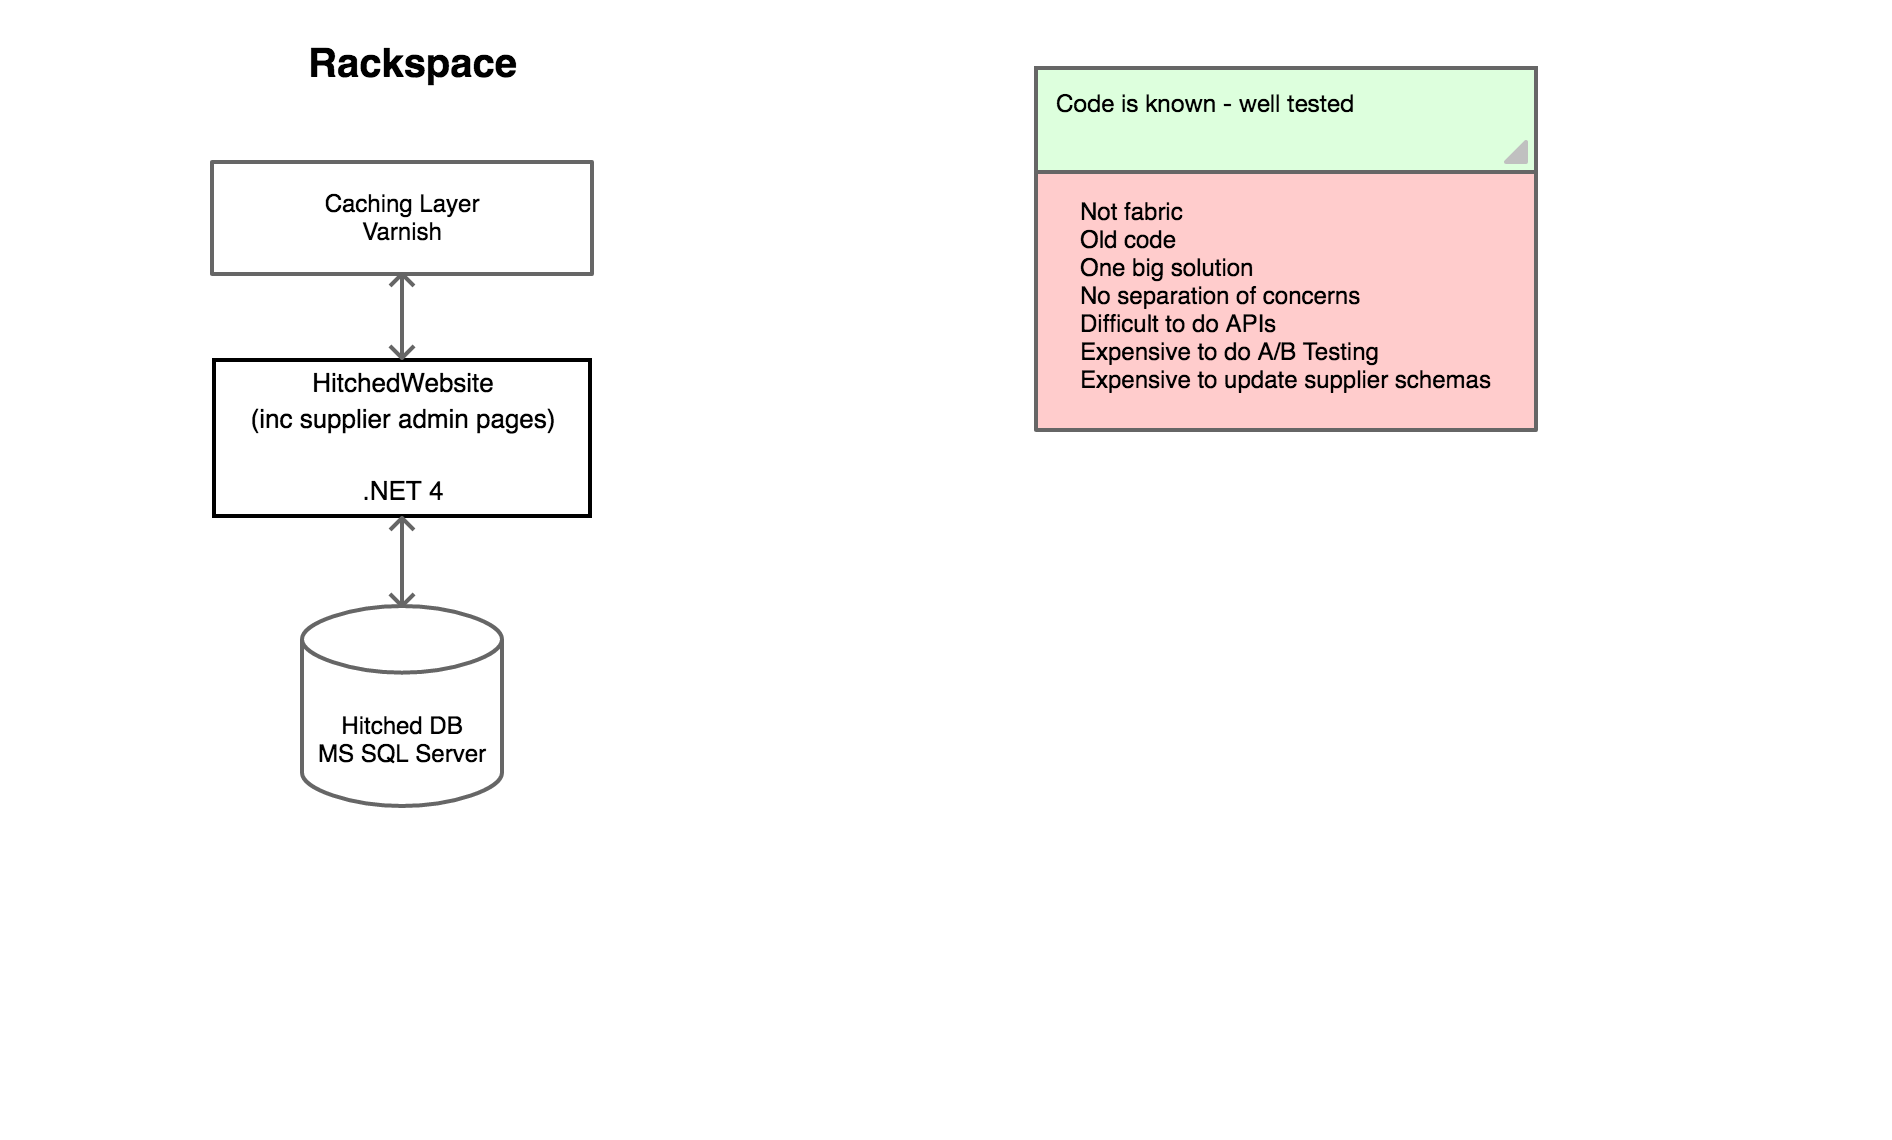 Rackspace
Caching Layer
Varnish
HitchedWebsite
(inc supplier admin pages)
.NET 4
Hitched DB
MS SQL Server
Code is known - well tested
Not fabric
Old code
One big solution
No separation of concerns
Difficult to do APIs
Expensive to do A/B Testing
Expensive to update supplier schemas